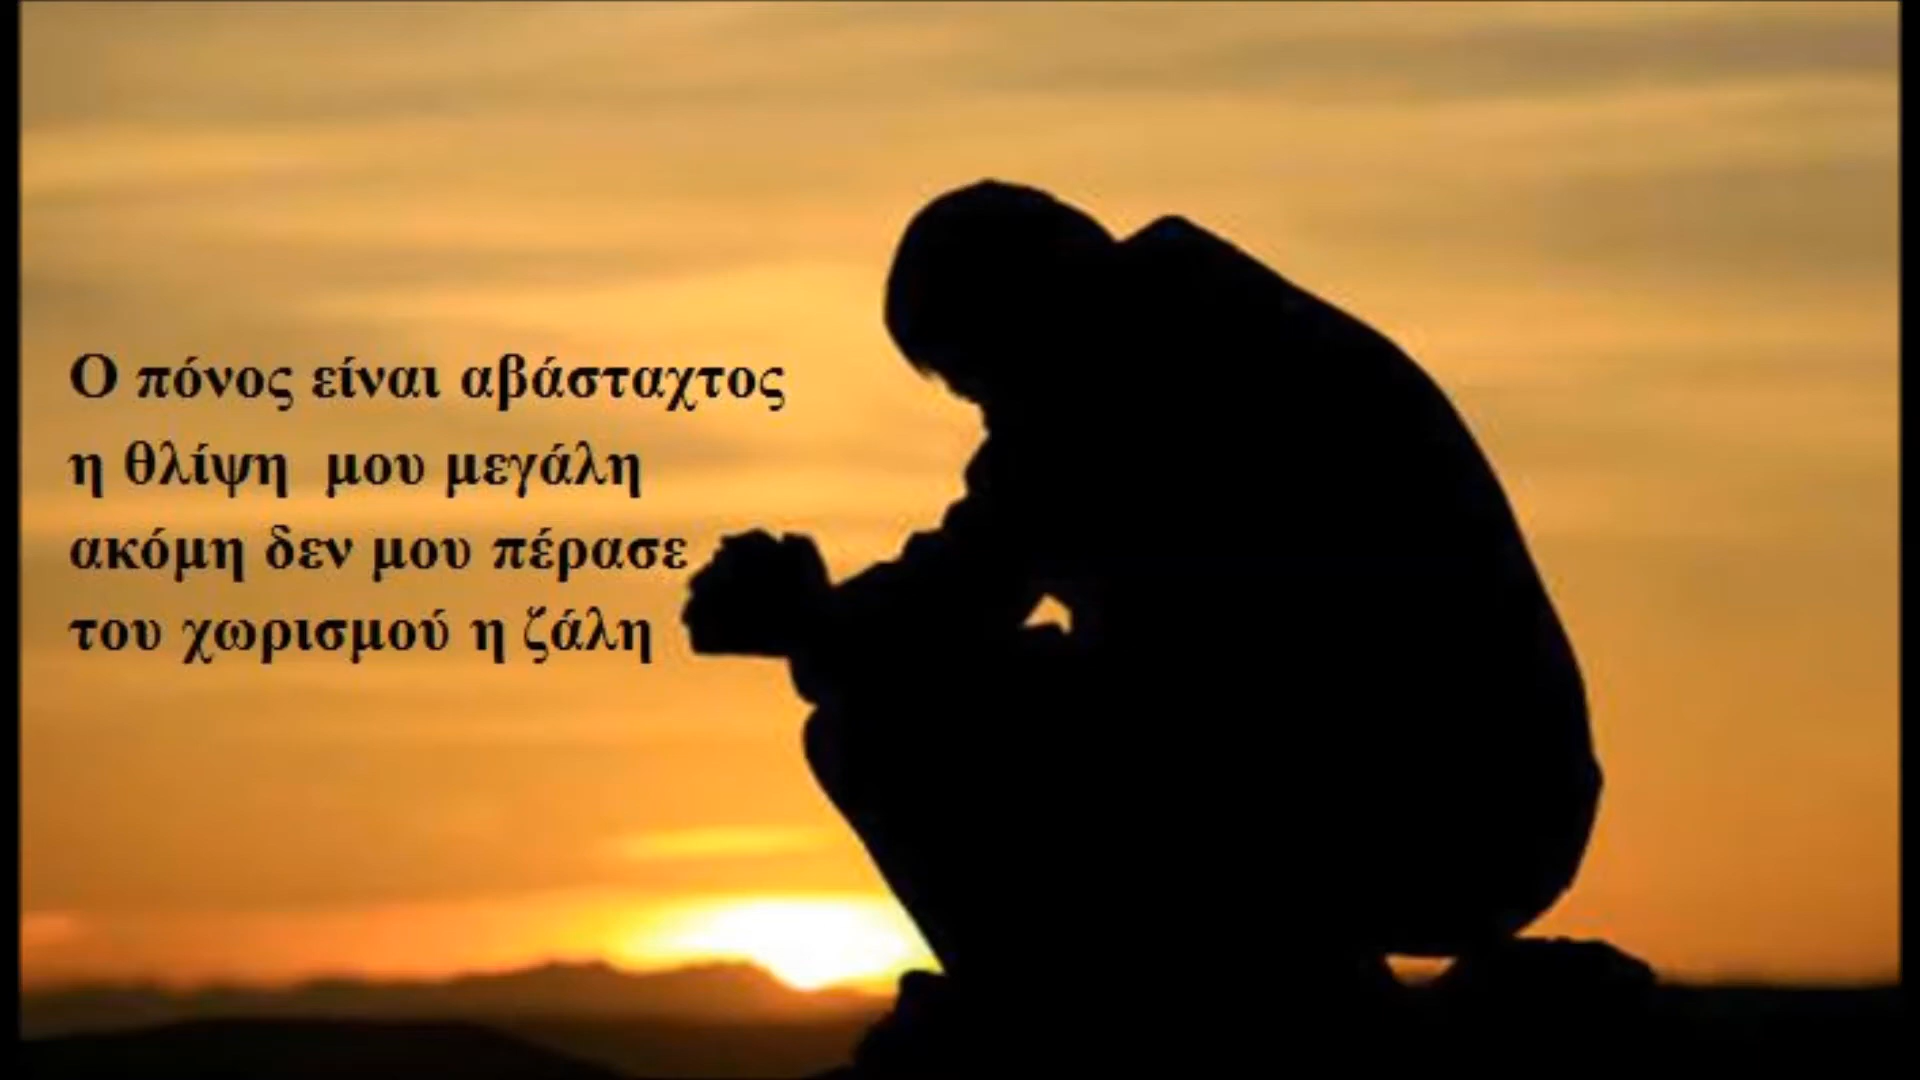 Ο πόνος είναι αβάσταχτος
η θλίψη μου μεγάλη
ακόμη δεν μου πέρασε
του χωρισμού η ζάλη